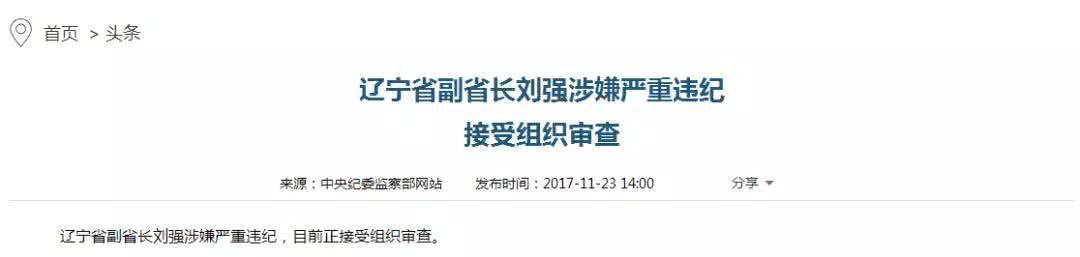 首页 > 头条
辽宁省副省长刘强涉嫌严重违纪
接受组织审查
来源：中央纪委监察部网站 发布时间：2017-11-23 14:00 分享
辽宁省副省长刘强涉嫌严重违纪，目前正接受组织审查。